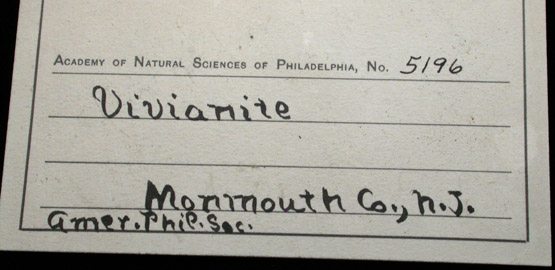 Academy of Natural Sciences of Philadelphia, No. 5196
Vivianite
Monmouth Co., N.J.
Amer. Phil. Soc.